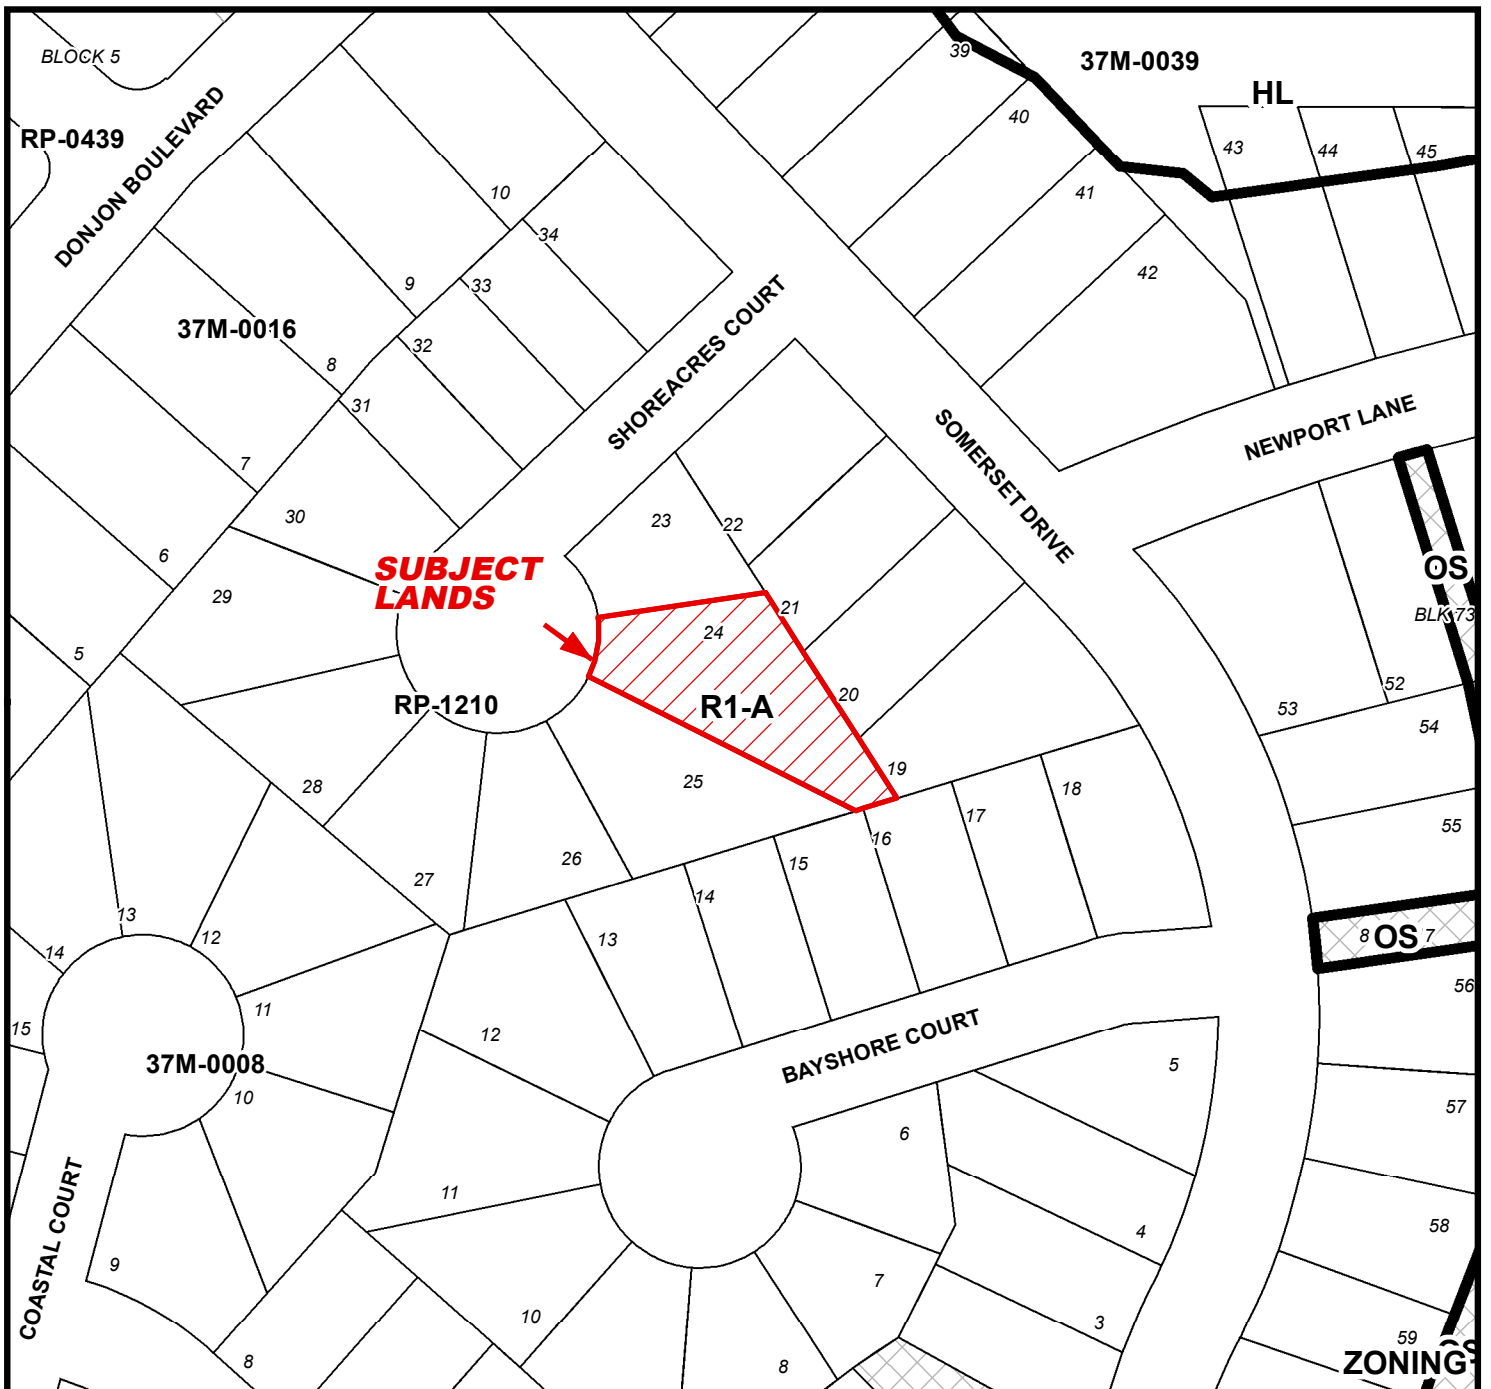 BLOCK 5
39
37M-0039
HL
RP-0439
40
43
44
45
DONJON BOULEVARD
10
41
34
42
9
33
37M-0016
32
8
31
SHOREACRES COURT
SOMERSET DRIVE
NEWPORT LANE
7
30
23
22
6
SUBJECT
LANDS
OS
29
21
BLK 73
24
5
20
52
RP-1210
R1-A
53
54
28
25
19
18
17
55
16
26
15
27
14
13
12
13
8
OS
7
14
11
56
15
12
BAYSHORE COURT
37M-0008
5
10
57
6
COASTAL COURT
11
4
58
9
7
10
3
59
8
8
OS
ZONING